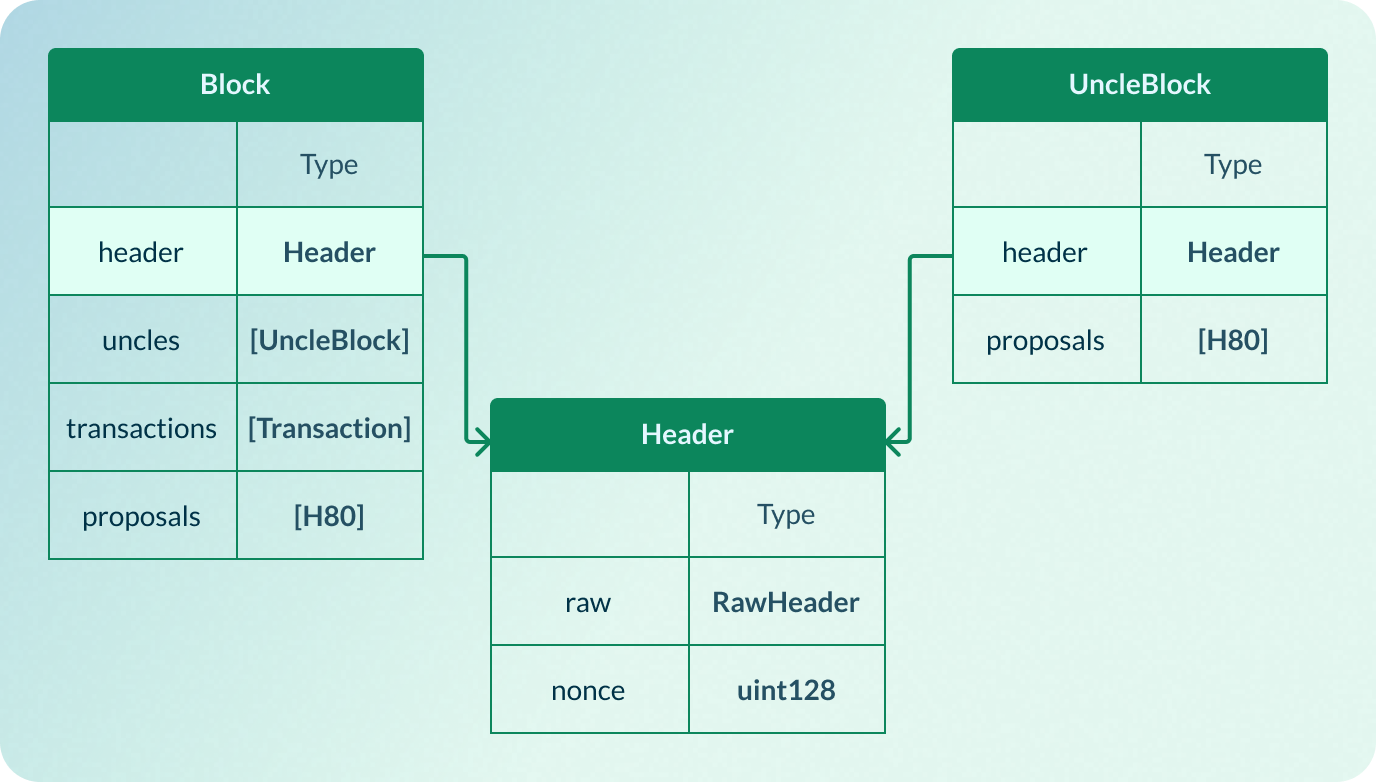 Block
Type
header Header
uncles [UncleBlock]
transactions [Transaction]
proposals [H80]
UncleBlock
Type
header Header
proposals [H80]
Header
Type
raw RawHeader
nonce uint128